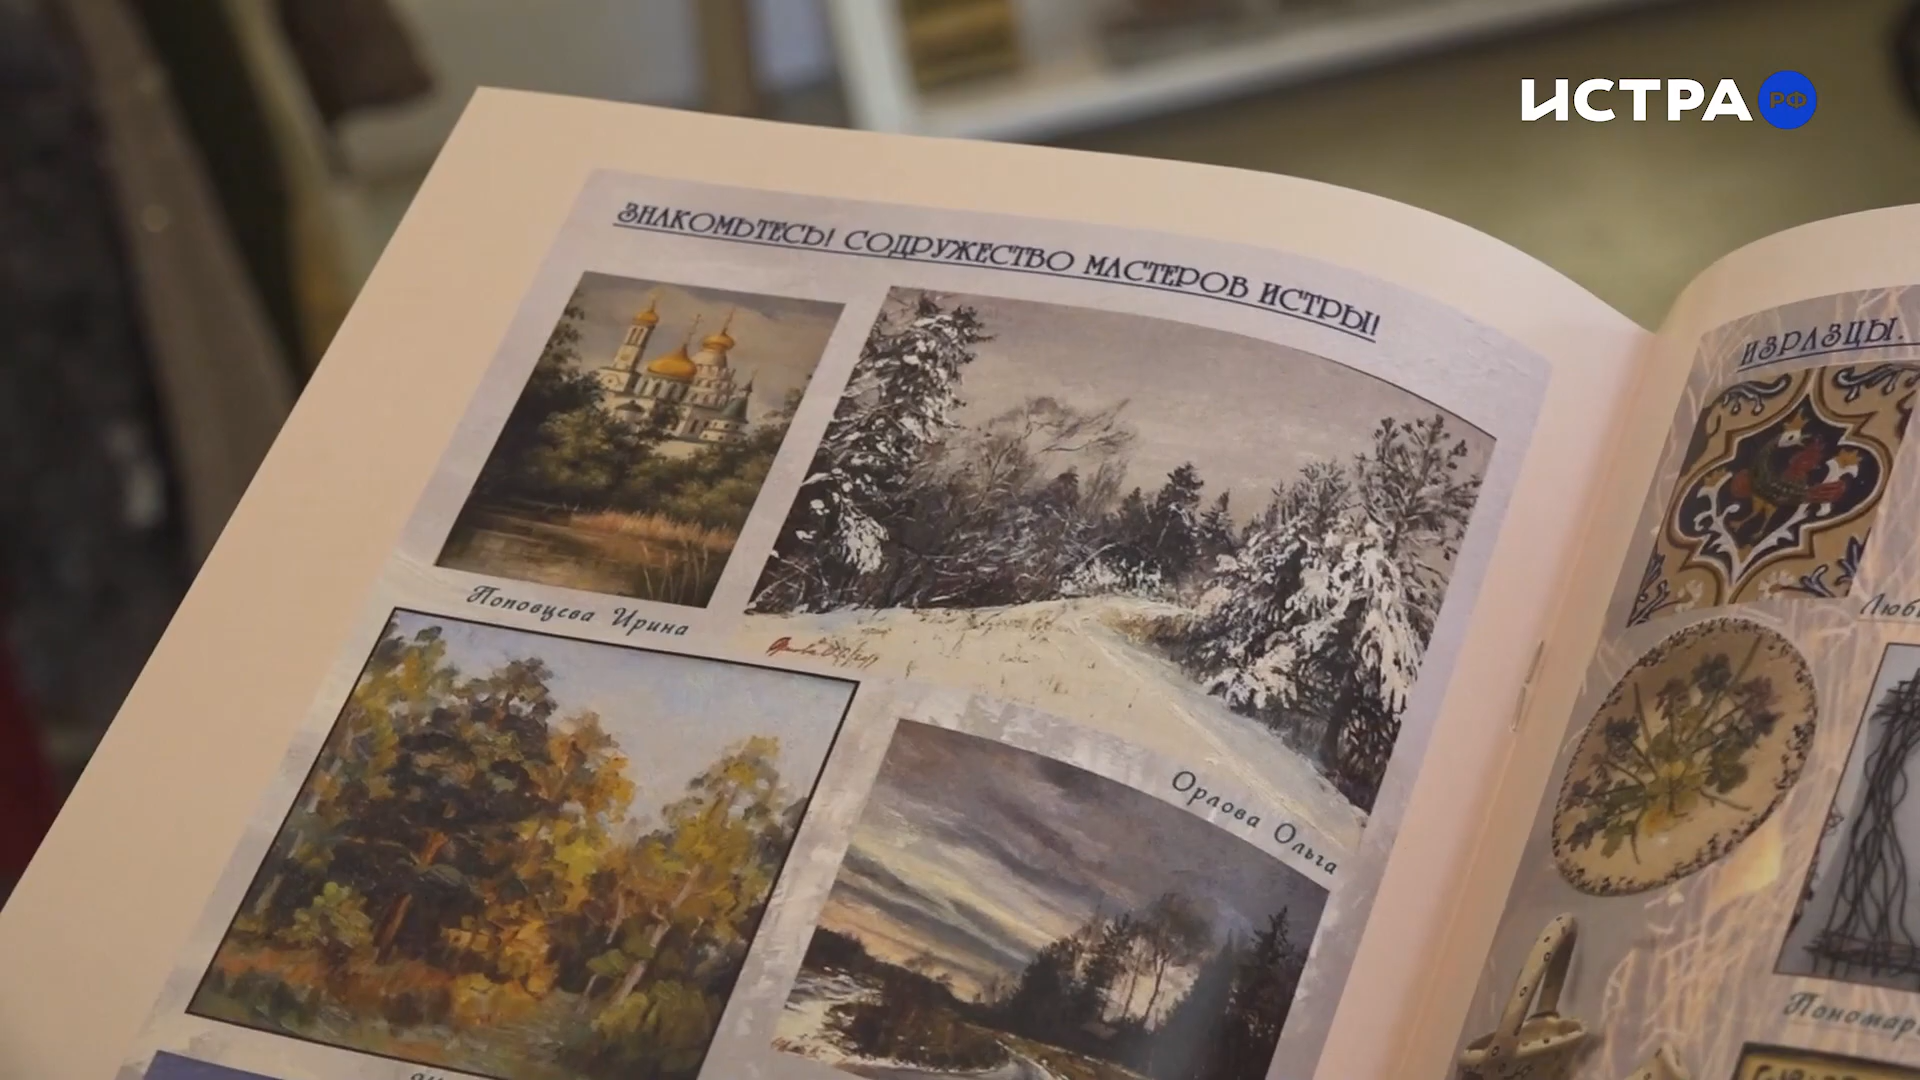 ИСТРА РФ
ЗНАКОМЬТЕСЬ! СОДРУЖЕСТВО МАСТЕРОВ ИСТРЫ!
Поповцева Ирина
Орлова Ольга
ИЗРАЗЦЫ.